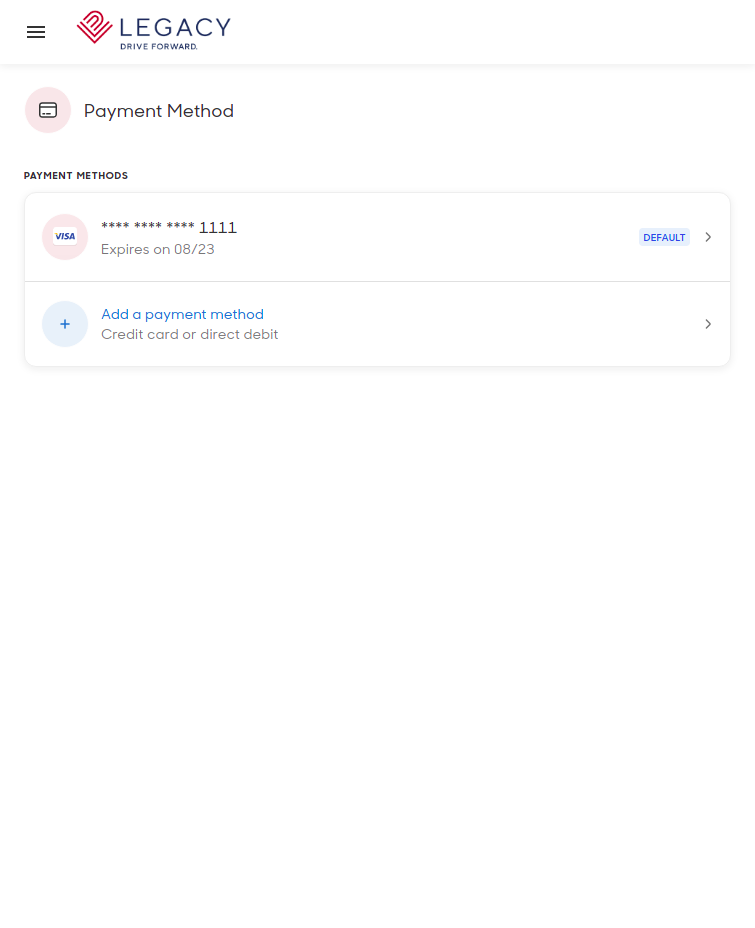 LEGACY
DRIVE FORWARD.
Payment Method
PAYMENT METHODS
VISA
**** **** **** 1111
Expires on 08/23
DEFAULT
Add a payment method
Credit card or direct debit